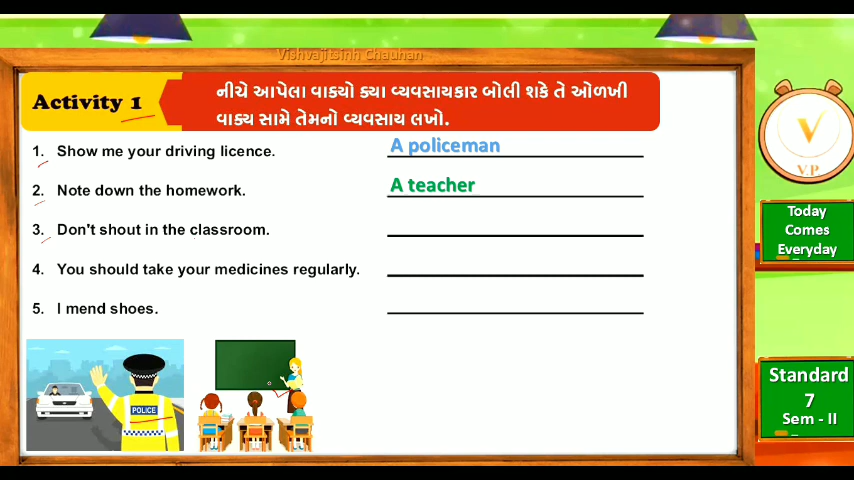 Vishvajitsinh Chauhan
Activity 1
નીચે આપેલા વાક્યો ક્યા વ્યવસાયકાર બોલી શકે તે ઓળખી
વાક્ય સામે તેમનો વ્યવસાય લખો.
1. Show me your driving licence. A policeman
2. Note down the homework. A teacher
3. Don't shout in the classroom.
4. You should take your medicines regularly.
5. I mend shoes.
POLICE
V
V.P
Today
Comes
Everyday
Standard
7
Sem - II